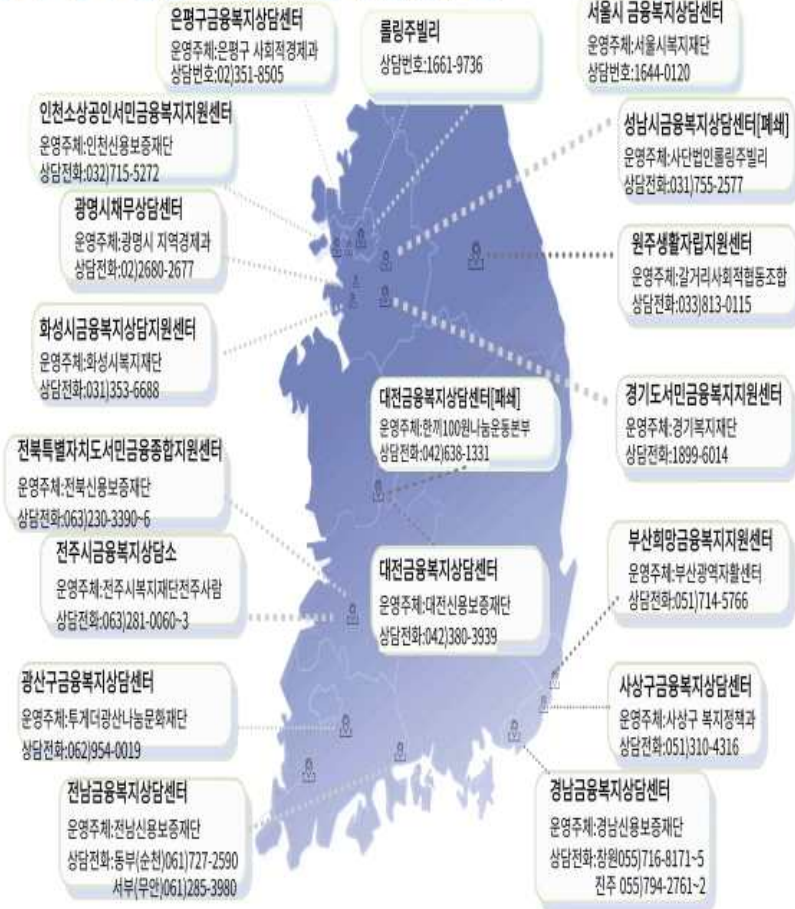 은평구금융복지상담센터
운영주체:은평구 사회적경제과
상담번호:02)351-8505
롤링주빌리
상담번호:1661-9736
서울시 금융복지상담센터
운영주체:서울시복지재단
상담번호:1644-0120
인천소상공인서민금융복지지원센터
운영주체:인천신용보증재단
상담전화:032)715-5272
성남시금융복지상담센터[폐쇄]
운영주체:사단법인롤링주빌리
상담전화:031)755-2577
광명시채무상담센터
운영주체:광명시 지역경제과
상담전화:02)2680-2677
원주생활자립지원센터
운영주체:갈거리사회적협동조합
상담전화:033)813-0115
화성시금융복지상담지원센터
운영주체:화성시복지재단
상담전화:031)353-6688
대전금융복지상담센터[폐쇄]
운영주체:한끼100원나눔운동본부
상담전화:042)638-1331
경기도서민금융복지지원센터
운영주체:경기복지재단
상담전화:1899-6014
전북특별자치도서민금융종합지원센터
운영주체:전북신용보증재단
상담전화:063)230-3390~6
전주시금융복지상담소
운영주체:전주시복지재단전주사람
상담전화:063)281-0060~3
대전금융복지상담센터
운영주체:대전신용보증재단
상담전화:042)380-3939
부산희망금융복지지원센터
운영주체:부산광역자활센터
상담전화:051)714-5766
광산구금융복지상담센터
운영주체:투게더광산나눔문화재단
상담전화:062)954-0019
사상구금융복지상담센터
운영주체:사상구 복지정책과
상담전화:051)310-4316
전남금융복지상담센터
운영주체:전남신용보증재단
상담전화:동부(순천)061)727-2590
서부(무안)061)285-3980
경남금융복지상담센터
운영주체:경남신용보증재단
상담전화:창원055)716-8171~5
진주 055)794-2761~2